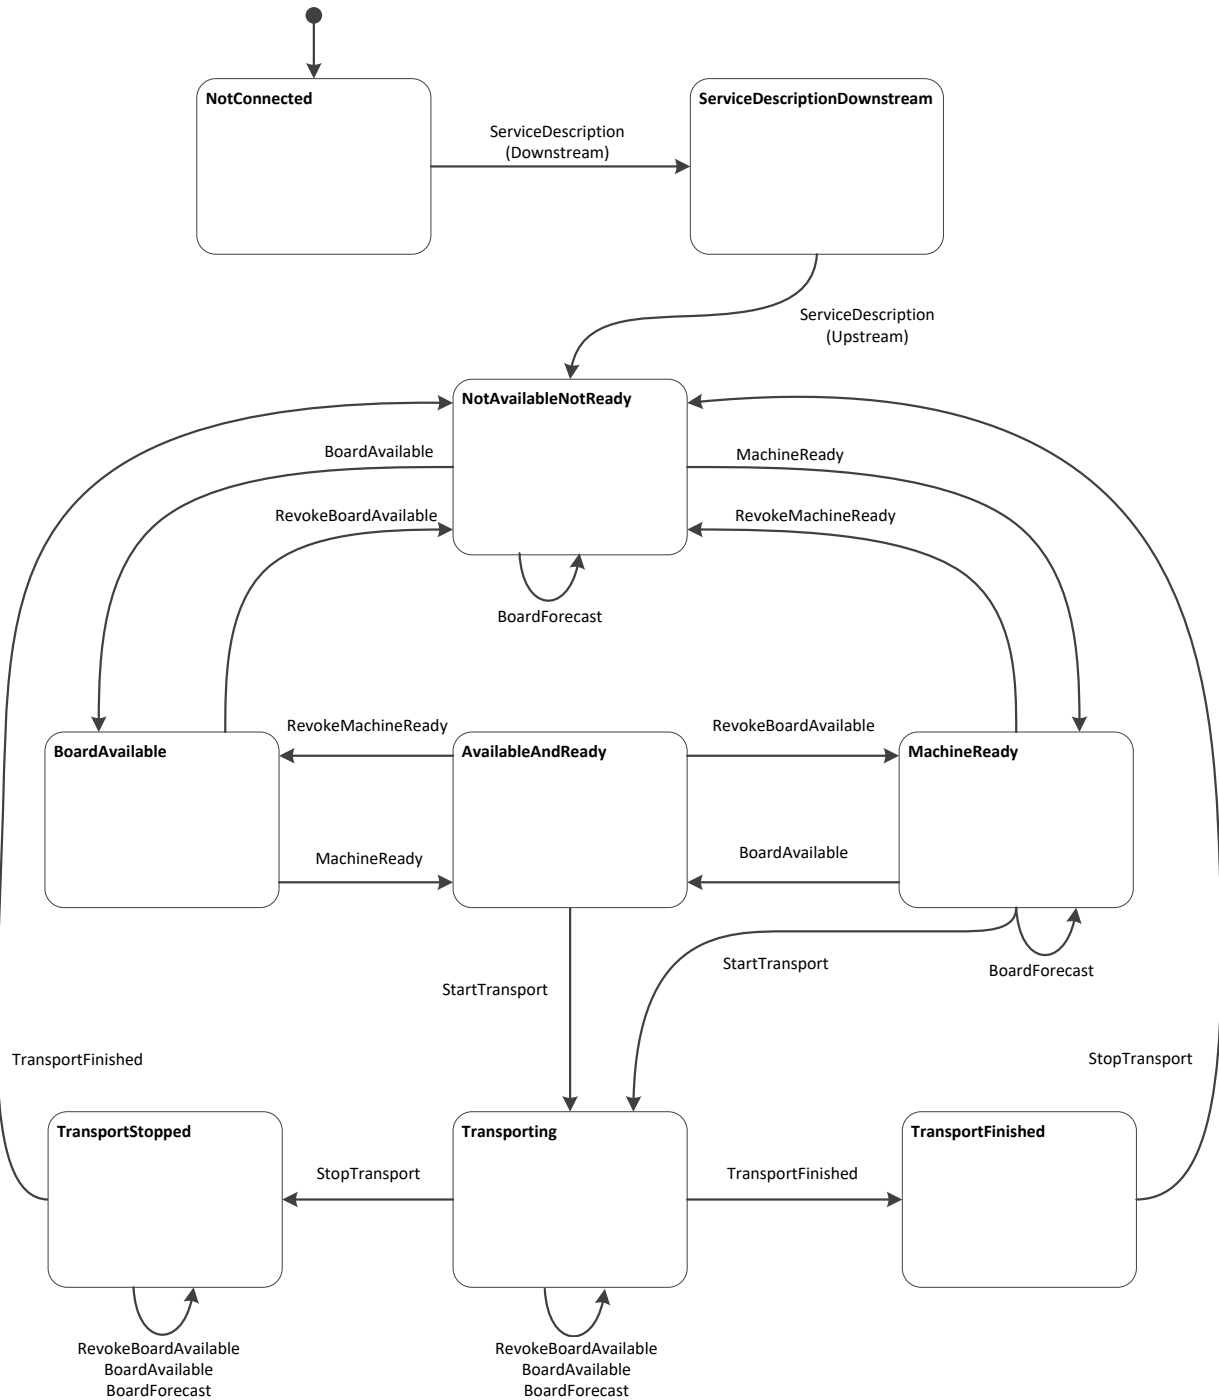 NotConnected
ServiceDescriptionDownstream
ServiceDescription
(Downstream)
ServiceDescription
(Upstream)
NotAvailableNotReady
BoardAvailable
MachineReady
RevokeBoardAvailable
RevokeMachineReady
BoardForecast
RevokeMachineReady
RevokeBoardAvailable
BoardAvailable
AvailableAndReady
MachineReady
MachineReady
BoardAvailable
StartTransport
StartTransport
BoardForecast
TransportFinished
StopTransport
TransportStopped
Transporting
TransportFinished
StopTransport
TransportFinished
RevokeBoardAvailable
BoardAvailable
BoardForecast
RevokeBoardAvailable
BoardAvailable
BoardForecast